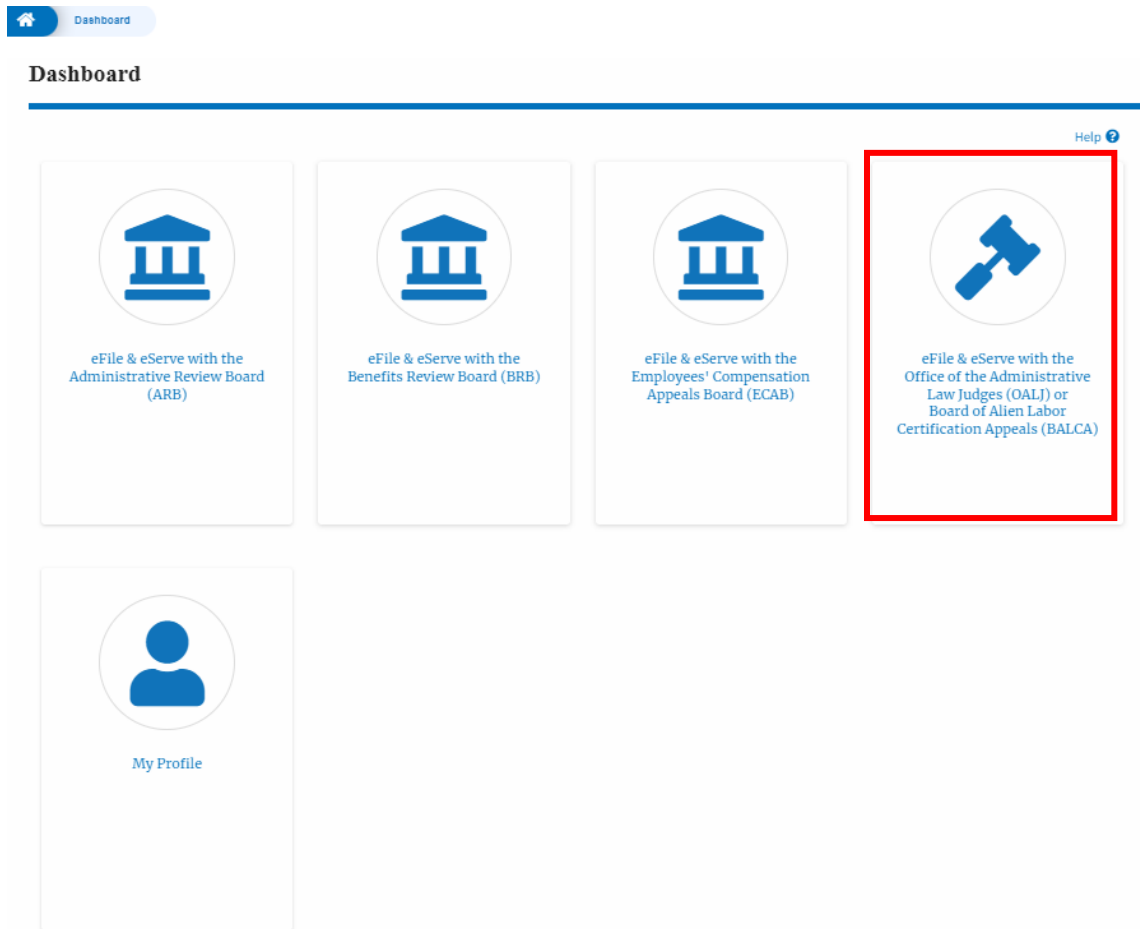 Dashboard
Dashboard
Help
eFile & eServe with the
Administrative Review Board
(ARB)
eFile & eServe with the
Benefits Review Board (BRB)
eFile & eServe with the
Employees' Compensation
Appeals Board (ECAB)
eFile & eServe with the
Office of the Administrative
Law Judges (OALJ) or
Board of Alien Labor
Certification Appeals (BALCA)
My Profile